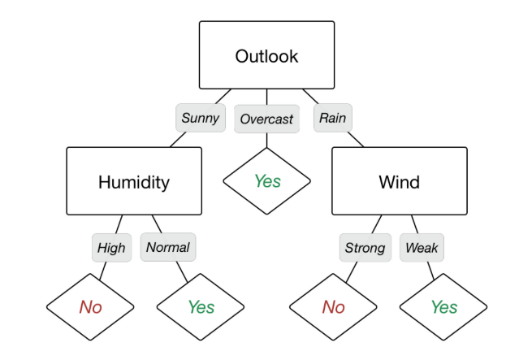 Outlook
Sunny
Overcast
Rain
Humidity
Yes
Wind
High
Normal
Strong
Weak
No
Yes
No
Yes